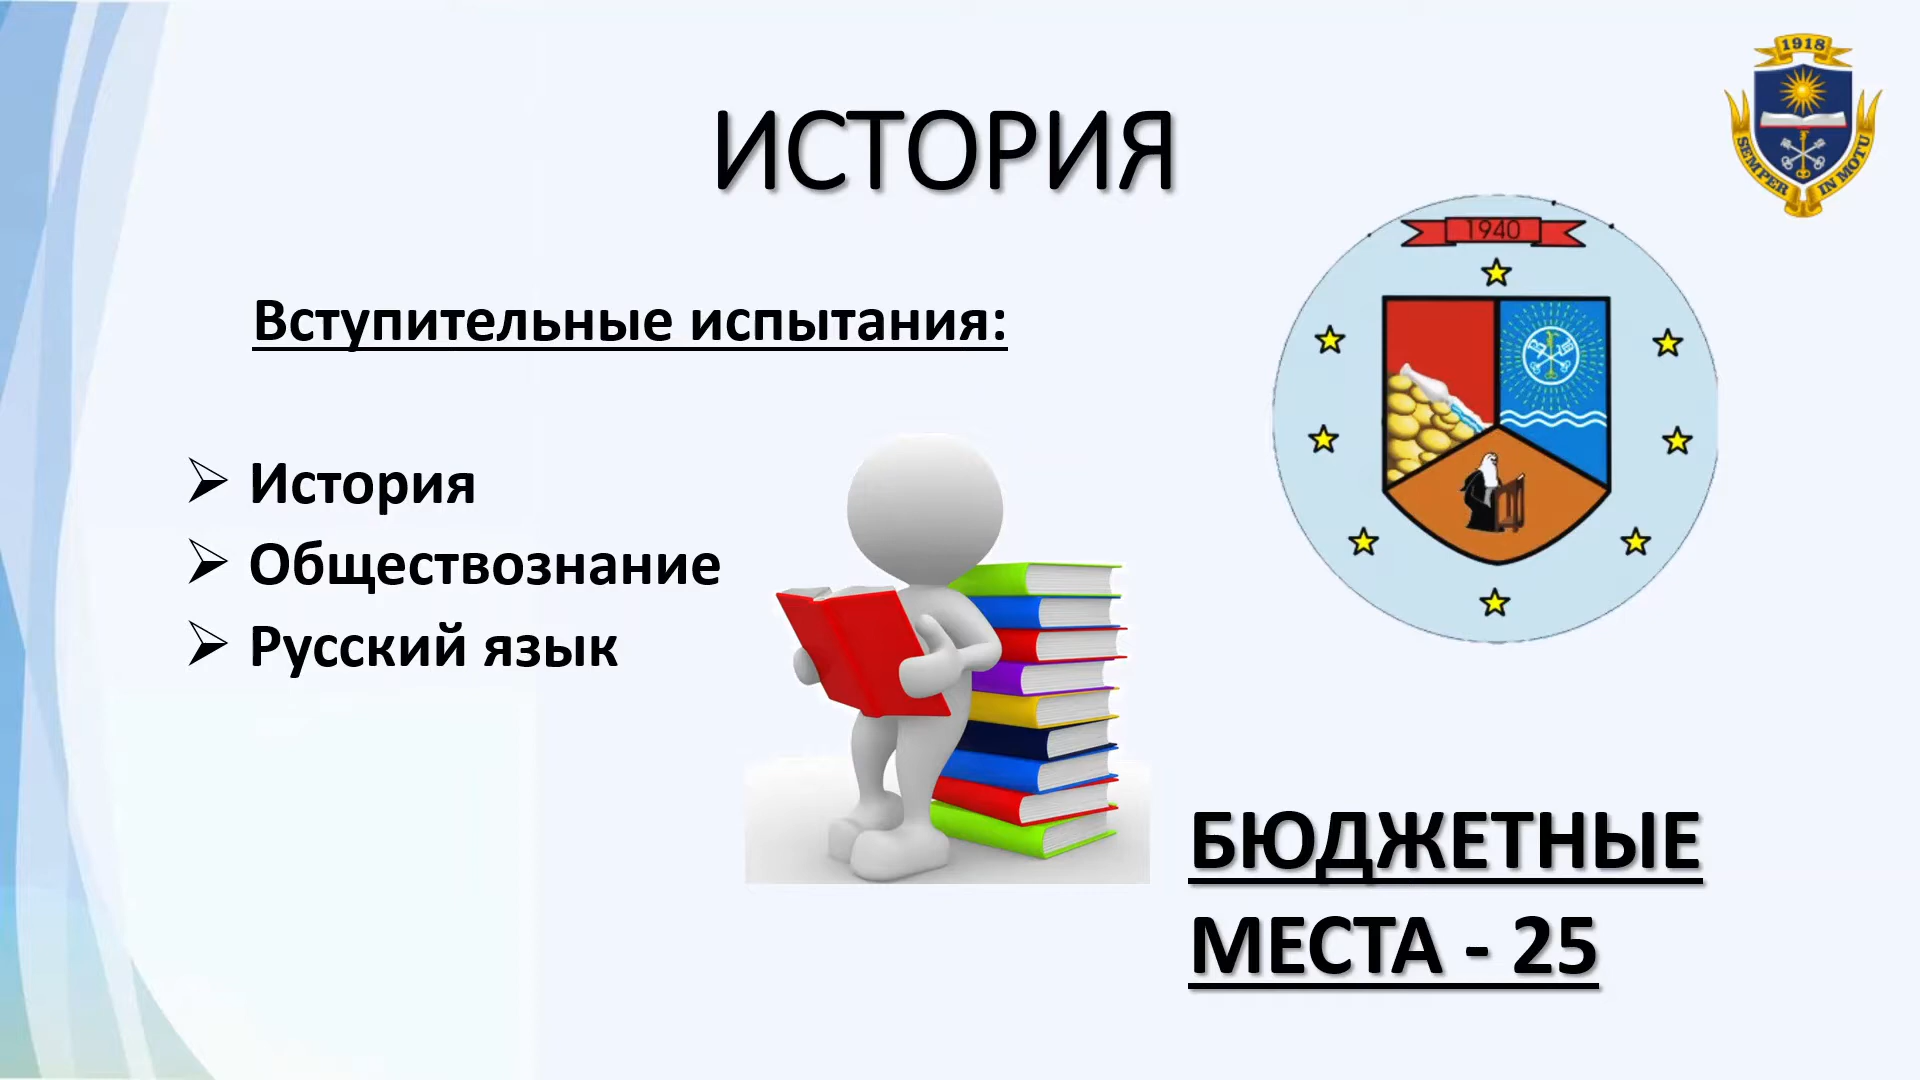 1918
ИСТОРИЯ
SEMPER IN MOTU
1940
Вступительные испытания:
История
Обществознание
Русский язык
БЮДЖЕТНЫЕ
МЕСТА - 25